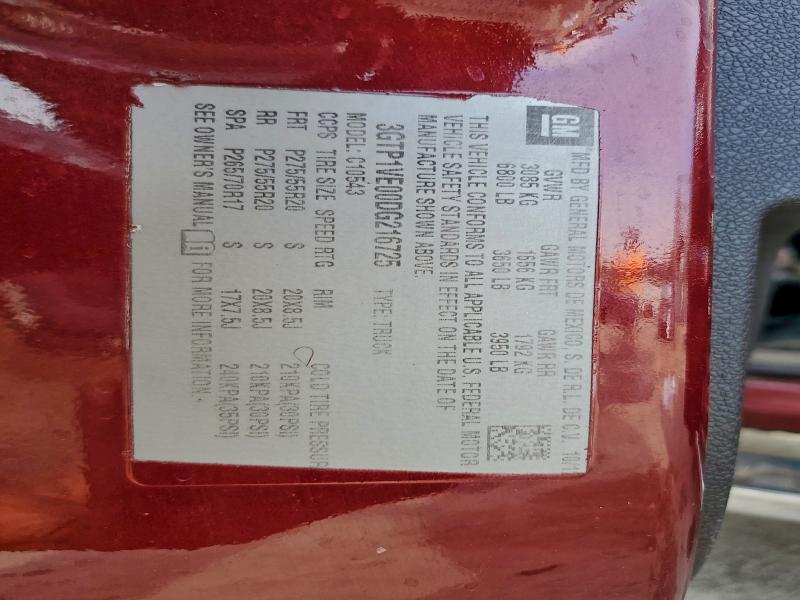 GM MFD BY GENERAL MOTORS DE MEXICO S. DE R.L. DE C.V. 10/1
GVWR GAWR FRT GAWR RR
3085 KG 1656 KG 1792 KG
6800 LB 3650 LB 3950 LB
THIS VEHICLE CONFORMS TO ALL APPLICABLE U.S. FEDERAL MOTOR
VEHICLE SAFETY STANDARDS IN EFFECT ON THE DATE OF
MANUFACTURE SHOWN ABOVE.
3GTP1VE00DG216725 TYPE: TRUCK
MODEL: C10543
CCPS TIRE SIZE SPEED RTG RIM COLD TIRE PRESSUR
FRT P275/55R20 S 20X8.5J 210KPA(30PSI)
RR P275/55R20 S 20X8.5J 210KPA(30PSI)
SPA P265/70R17 S 17X7.5J 240KPA(35PSI)
SEE OWNER'S MANUAL FOR MORE INFORMATION.